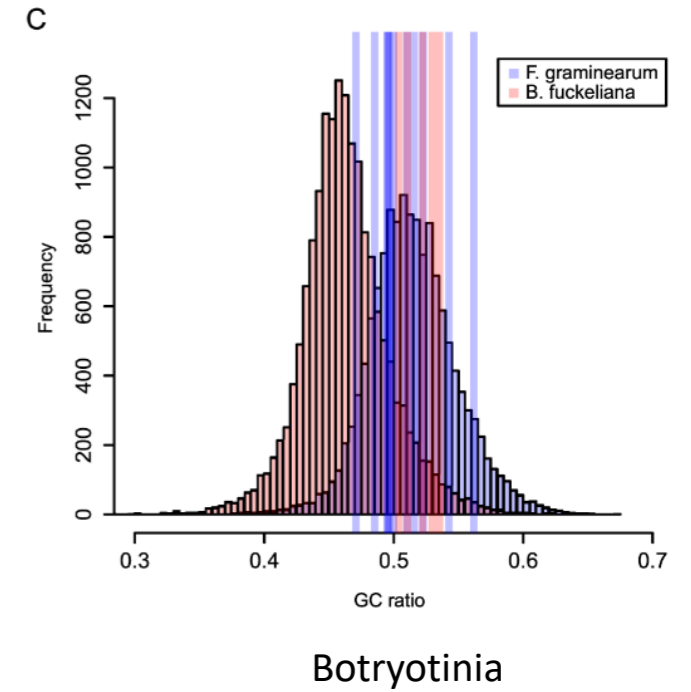 C
F. graminearum
B. fuckeliana
Frequency
1200
1000
800
600
400
200
0
0.3 0.4 0.5 0.6 0.7
GC ratio
Botryotinia